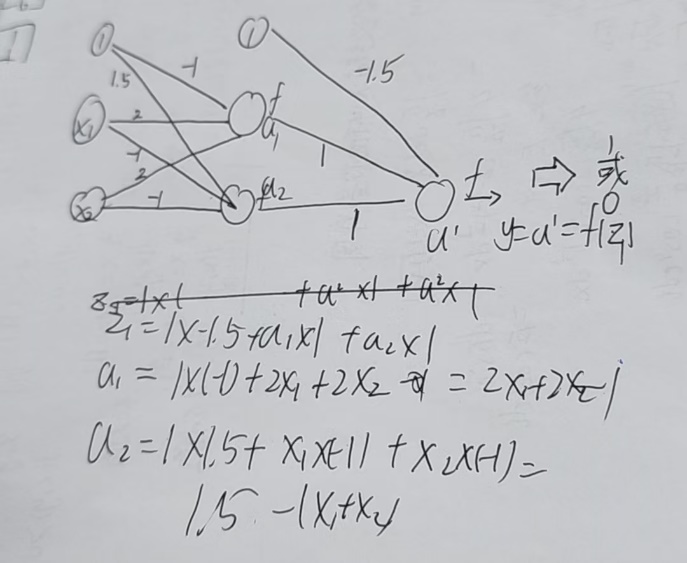 1
1
1
-1
1.5
-1.5
x₁
2
f
a₁
-1
2
1
f
⇒ 1或0
x₂
-1
a₂
1
a'
y=a'=f(z₁)
z₁=1x-1.5+a₁x1+a₂x1
a₁=1x(-1)+2x₁+2x₂=2x₁+2x₂-1
a₂=1x1.5+x₁x(-1)+x₂x(-1)=
1.5-(x₁+x₂)